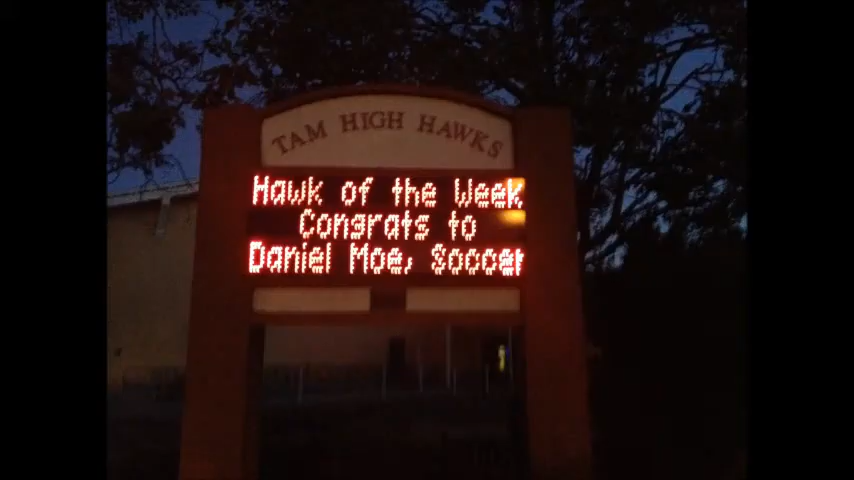 TAM HIGH HAWKS
Hawk of the Week
Congrats to
Daniel Moe, Soccer